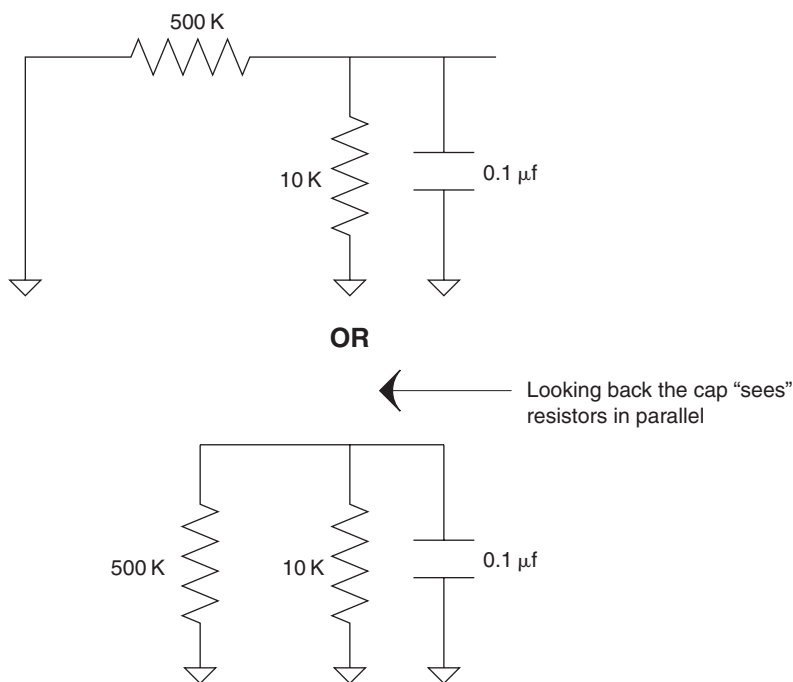 500 K
10 K
0.1 μf
OR
Looking back the cap “sees”
resistors in parallel
500 K
10 K
0.1 μf